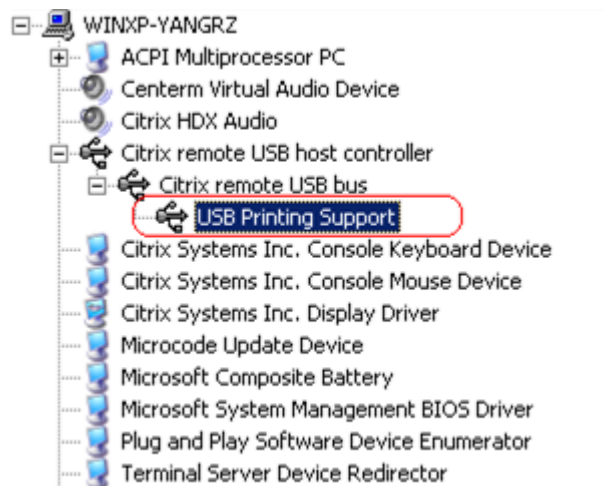 WINXP-YANGRZ
ACPI Multiprocessor PC
Centerm Virtual Audio Device
Citrix HDX Audio
Citrix remote USB host controller
Citrix remote USB bus
USB Printing Support
Citrix Systems Inc. Console Keyboard Device
Citrix Systems Inc. Console Mouse Device
Citrix Systems Inc. Display Driver
Microcode Update Device
Microsoft Composite Battery
Microsoft System Management BIOS Driver
Plug and Play Software Device Enumerator
Terminal Server Device Redirector